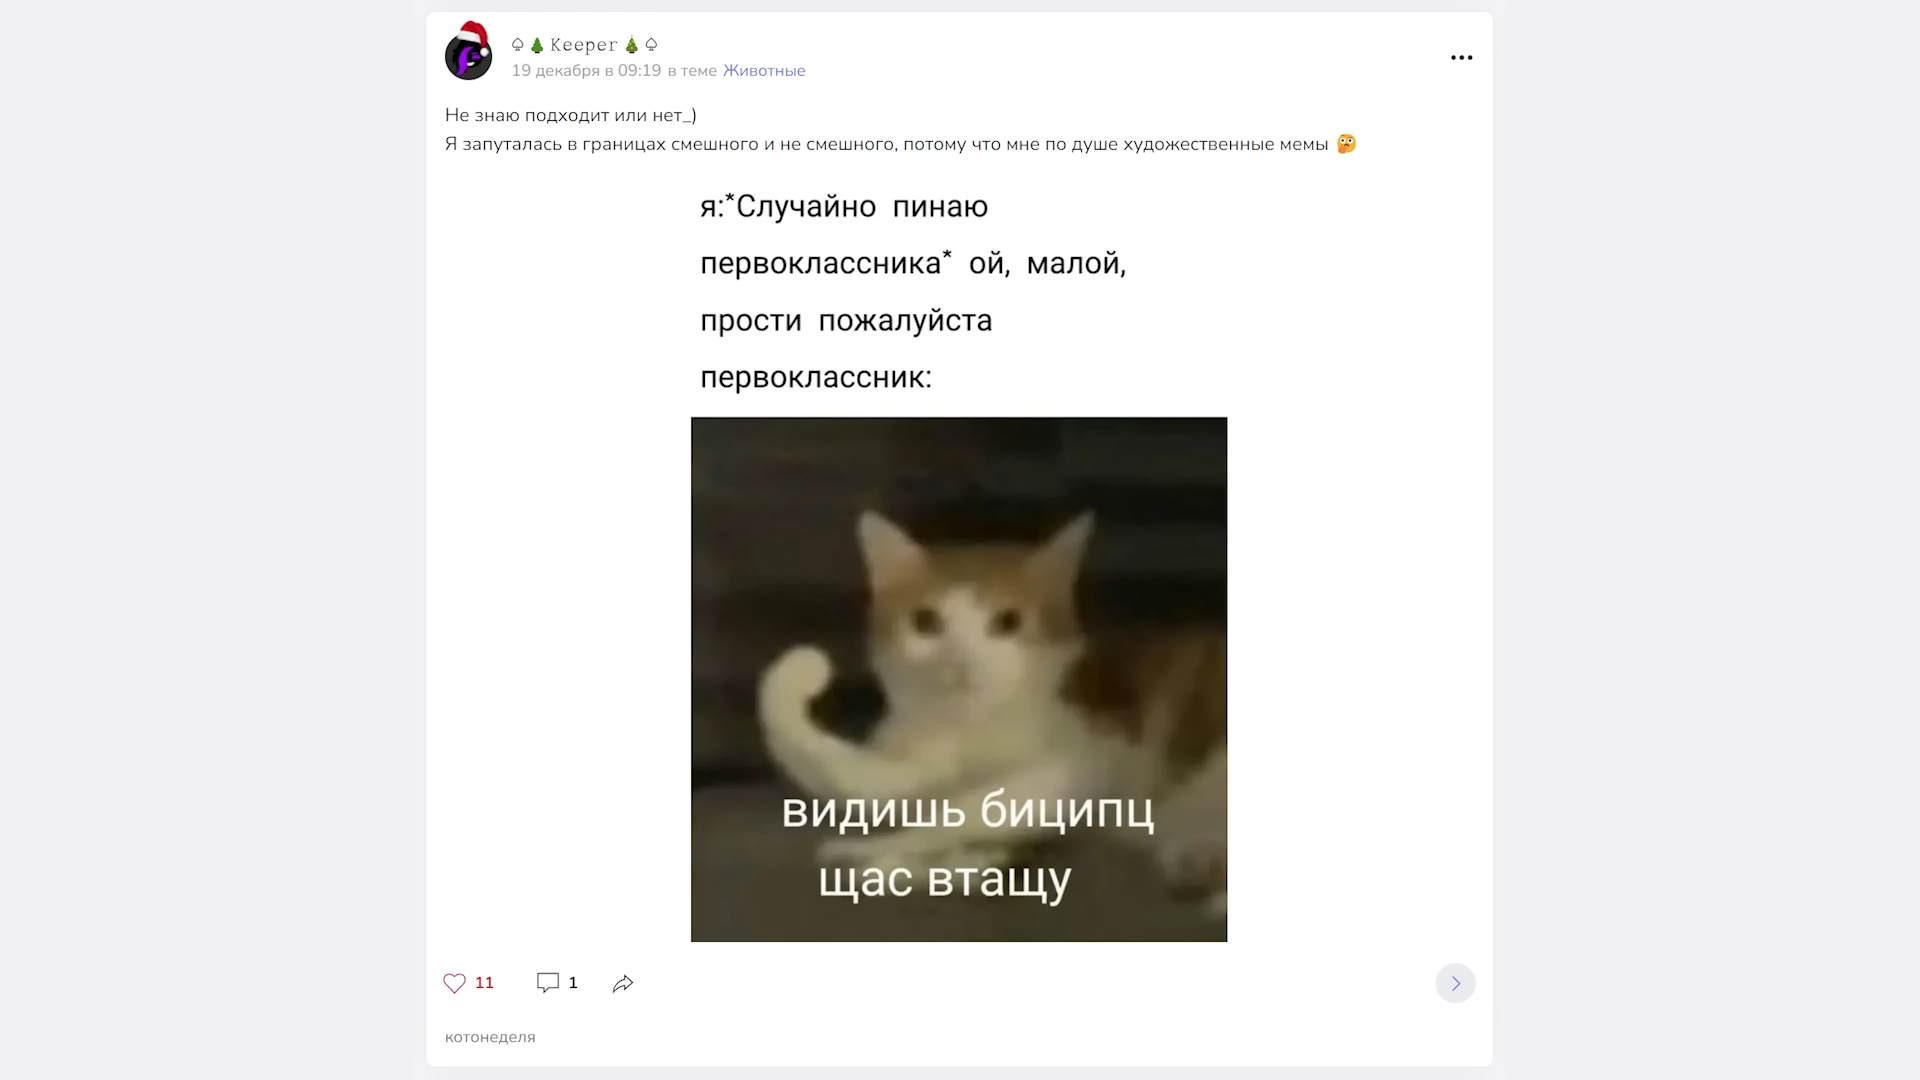 ♤🌲Keeper🎄♤
19 декабря в 09:19 в теме Животные
Не знаю подходит или нет_)
Я запуталась в границах смешного и не смешного, потому что мне по душе художественные мемы 🫣
я:*Случайно пинаю
первоклассника* ой, малой,
прости пожалуйста
первоклассник:
видишь биципц
щас втащу
11 1
котонеделя